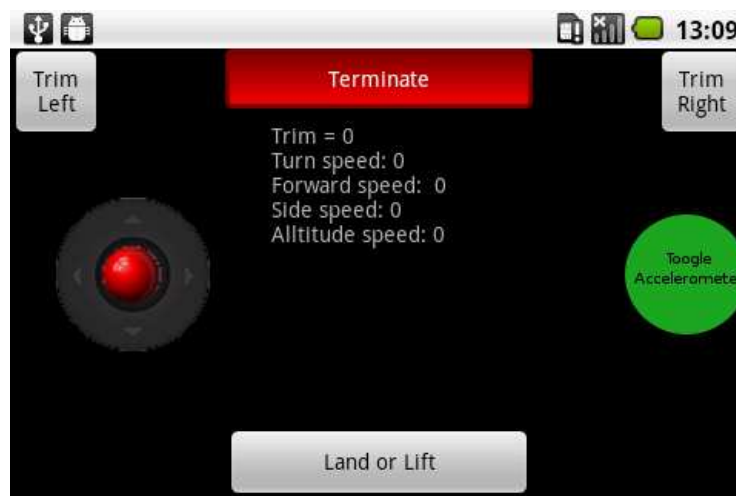 13:09
Trim
Left
Terminate
Trim
Right
Trim = 0
Turn speed: 0
Forward speed:  0
Side speed: 0
Alltitude speed: 0
Toogle
Acceleromete
Land or Lift